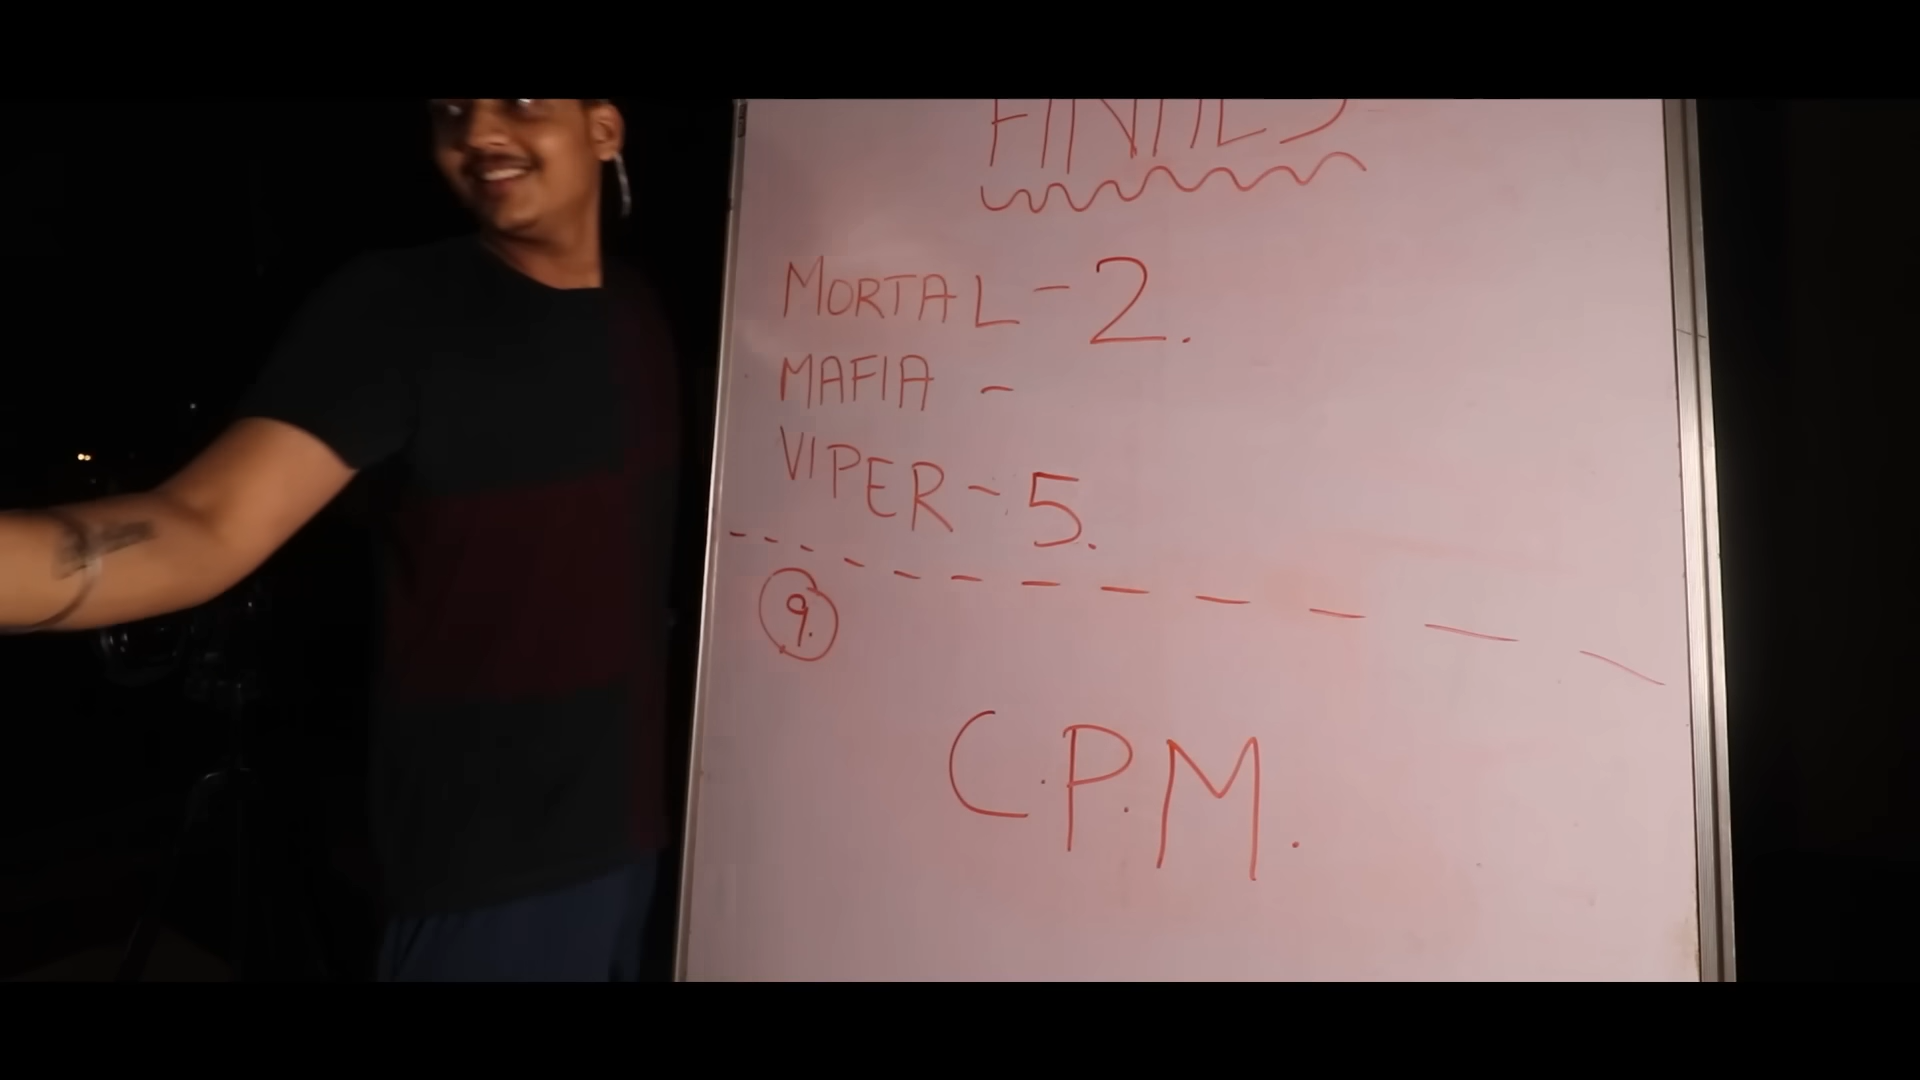 FINALS
MORTAL - 2.
MAFIA -
VIPER - 5.
9.
C.P.M.